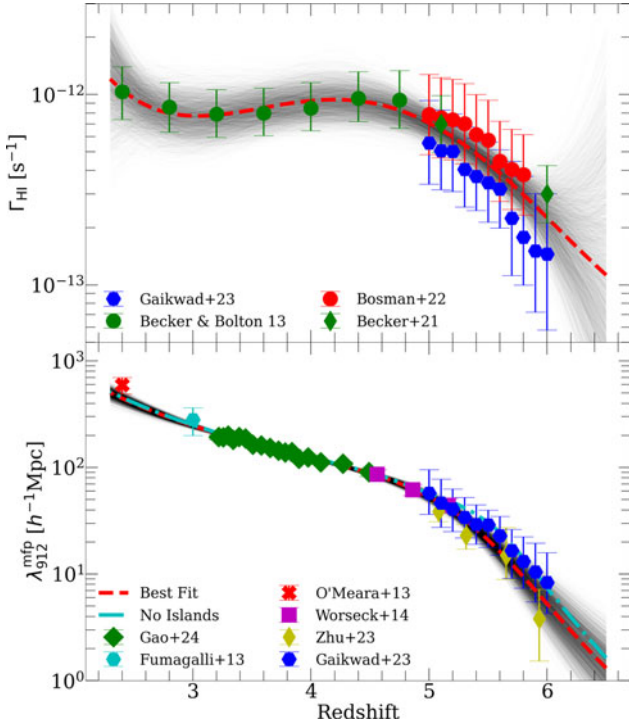 10⁻¹²
10⁻¹³
Γ_HI [s⁻¹]
Gaikwad+23
Bosman+22
Becker & Bolton 13
Becker+21
10³
10²
10¹
10⁰
λ₉₁₂^mfp [h⁻¹Mpc]
Best Fit
O'Meara+13
No Islands
Worseck+14
Gao+24
Zhu+23
Fumagalli+13
Gaikwad+23
3 4 5 6
Redshift